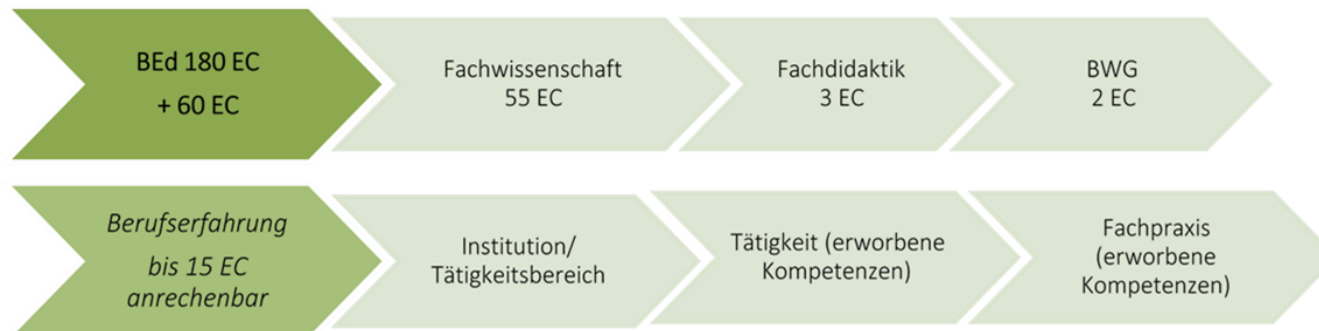 BEd 180 EC
+ 60 EC
Fachwissenschaft
55 EC
Fachdidaktik
3 EC
BWG
2 EC
Berufserfahrung
bis 15 EC
anrechenbar
Institution/
Tätigkeitsbereich
Tätigkeit (erworbene
Kompetenzen)
Fachpraxis
(erworbene
Kompetenzen)